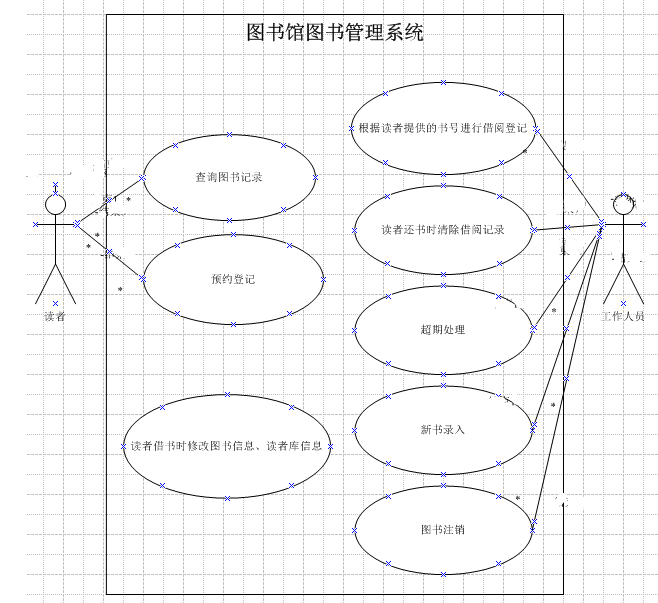 图书馆图书管理系统
根据读者提供的书号进行借阅登记
查询图书记录
读者还书时清除借阅记录
预约登记
读者
工作人员
超期处理
新书录入
读者借书时修改图书信息、读者库信息
图书注销